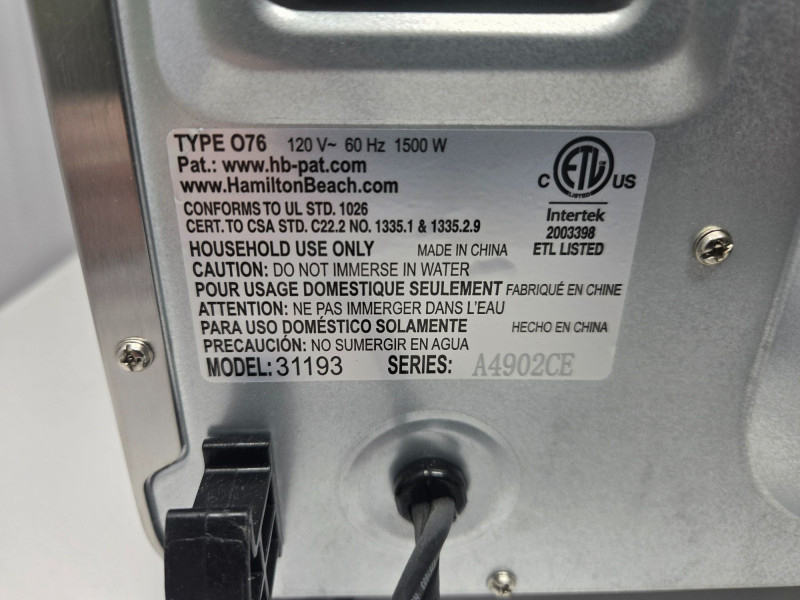 TYPE O76 120 V~ 60 Hz 1500 W
Pat.: www.hb-pat.com
www.HamiltonBeach.com
CONFORMS TO UL STD. 1026
CERT. TO CSA STD. C22.2 NO. 1335.1 & 1335.2.9
C ETL US
LISTED
Intertek
2003398
ETL LISTED
HOUSEHOLD USE ONLY MADE IN CHINA
CAUTION: DO NOT IMMERSE IN WATER
POUR USAGE DOMESTIQUE SEULEMENT FABRIQUÉ EN CHINE
ATTENTION: NE PAS IMMERGER DANS L'EAU
PARA USO DOMÉSTICO SOLAMENTE HECHO EN CHINA
PRECAUCIÓN: NO SUMERGIR EN AGUA
MODEL: 31193 SERIES: A4902CE